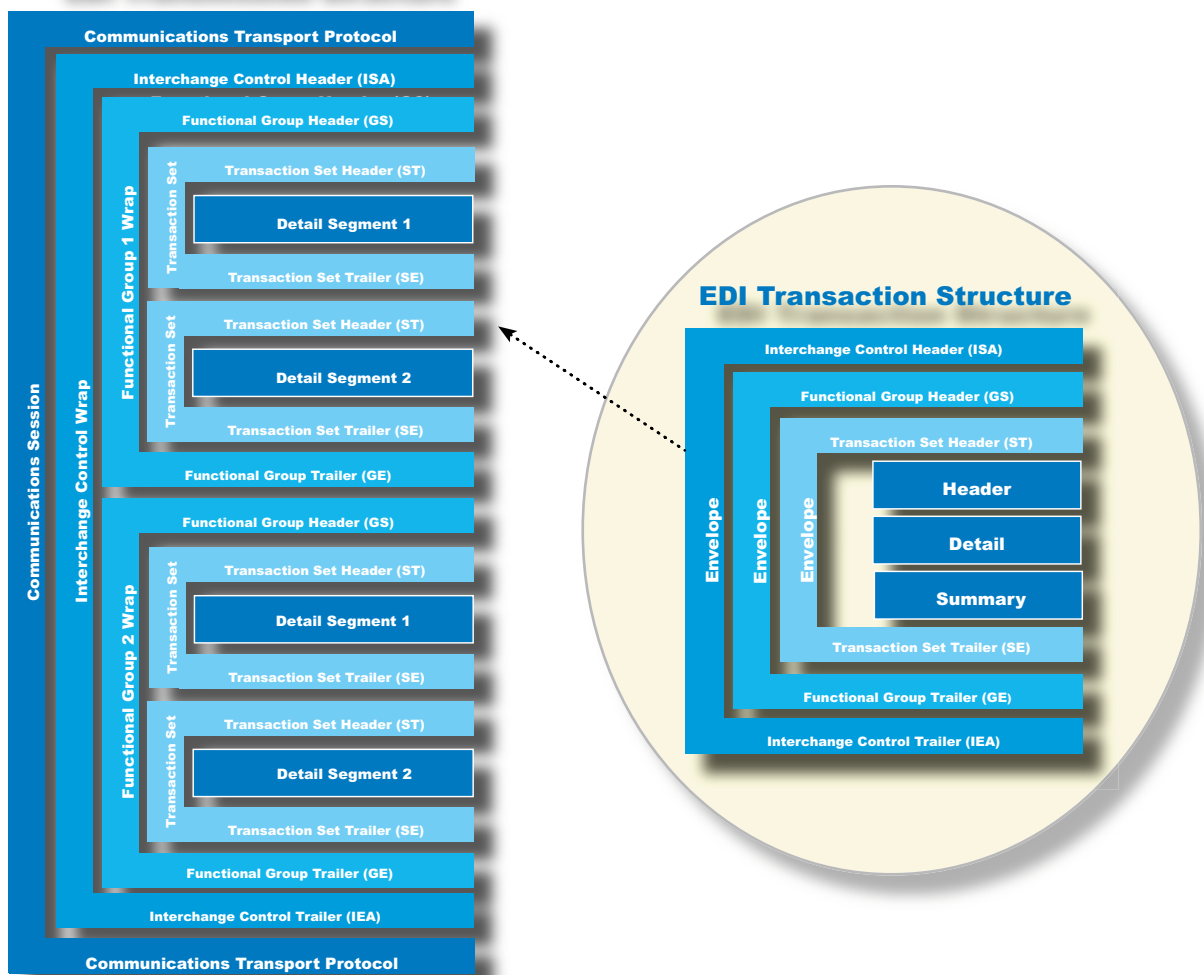 Communications Transport Protocol
Interchange Control Header (ISA)
Functional Group Header (GS)
Transaction Set Header (ST)
Transaction Set
Detail Segment 1
Transaction Set Trailer (SE)
Functional Group 1 Wrap
Transaction Set Header (ST)
Transaction Set
Detail Segment 2
Transaction Set Trailer (SE)
Functional Group Trailer (GE)
Communications Session
Interchange Control Wrap
Functional Group Header (GS)
Transaction Set Header (ST)
Transaction Set
Detail Segment 1
Transaction Set Trailer (SE)
Functional Group 2 Wrap
Transaction Set Header (ST)
Transaction Set
Detail Segment 2
Transaction Set Trailer (SE)
Functional Group Trailer (GE)
Interchange Control Trailer (IEA)
Communications Transport Protocol
EDI Transaction Structure
Interchange Control Header (ISA)
Functional Group Header (GS)
Transaction Set Header (ST)
Header
Envelope
Envelope
Envelope
Detail
Summary
Transaction Set Trailer (SE)
Functional Group Trailer (GE)
Interchange Control Trailer (IEA)